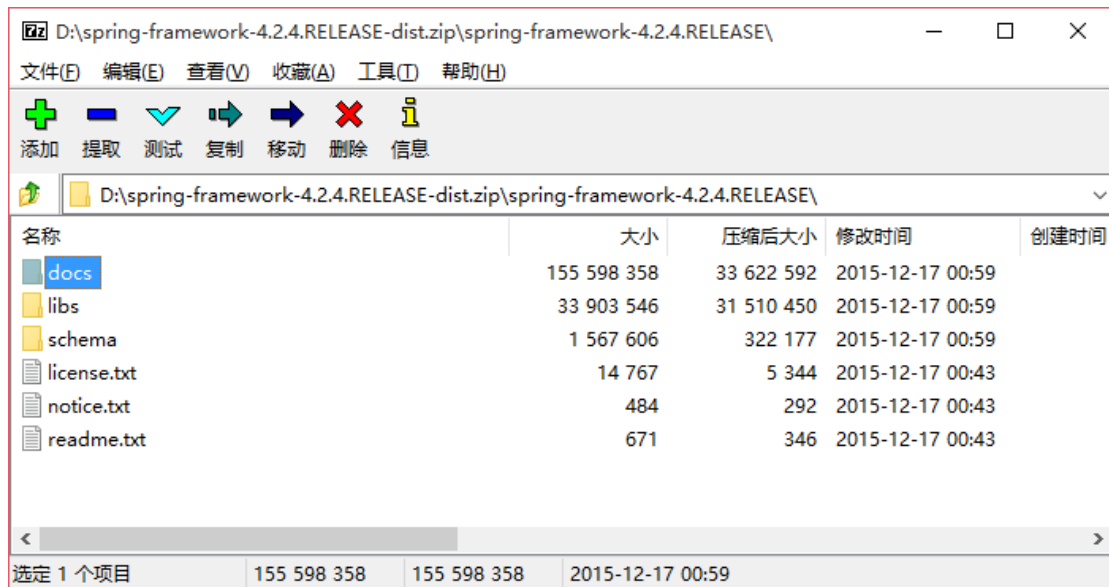 D:\spring-framework-4.2.4.RELEASE-dist.zip\spring-framework-4.2.4.RELEASE\
文件(F) 编辑(E) 查看(V) 收藏(A) 工具(T) 帮助(H)
添加 提取 测试 复制 移动 删除 信息
D:\spring-framework-4.2.4.RELEASE-dist.zip\spring-framework-4.2.4.RELEASE\
名称 大小 压缩后大小 修改时间 创建时间
docs 155 598 358 33 622 592 2015-12-17 00:59
libs 33 903 546 31 510 450 2015-12-17 00:59
schema 1 567 606 322 177 2015-12-17 00:59
license.txt 14 767 5 344 2015-12-17 00:43
notice.txt 484 292 2015-12-17 00:43
readme.txt 671 346 2015-12-17 00:43
选定 1 个项目 155 598 358 155 598 358 2015-12-17 00:59